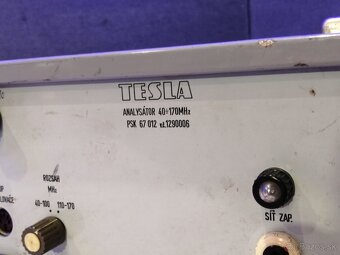 TESLA
ANALYSÁTOR 40÷170MHz
PSK 67 012 v.č.1290006
ROZSAH
MHz
40-100 110-170
SÍŤ ZAP.